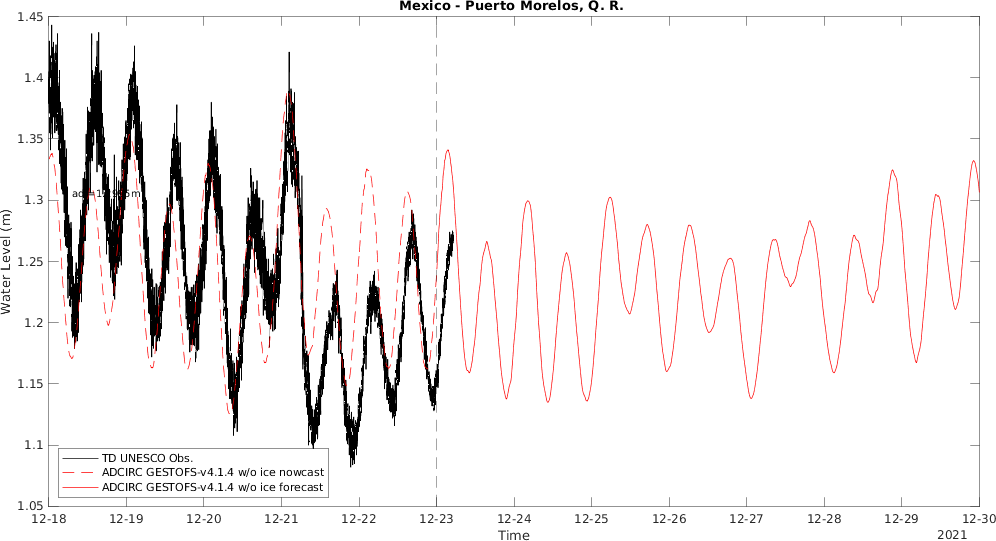 Mexico - Puerto Morelos, Q. R.
1.45
1.4
1.35
1.3
1.25
1.2
1.15
1.1
1.05
Water Level (m)
TD UNESCO Obs.
ADCIRC GESTOFS-v4.1.4 w/o ice nowcast
ADCIRC GESTOFS-v4.1.4 w/o ice forecast
12-18 12-19 12-20 12-21 12-22 12-23 12-24 12-25 12-26 12-27 12-28 12-29 12-30
Time
2021